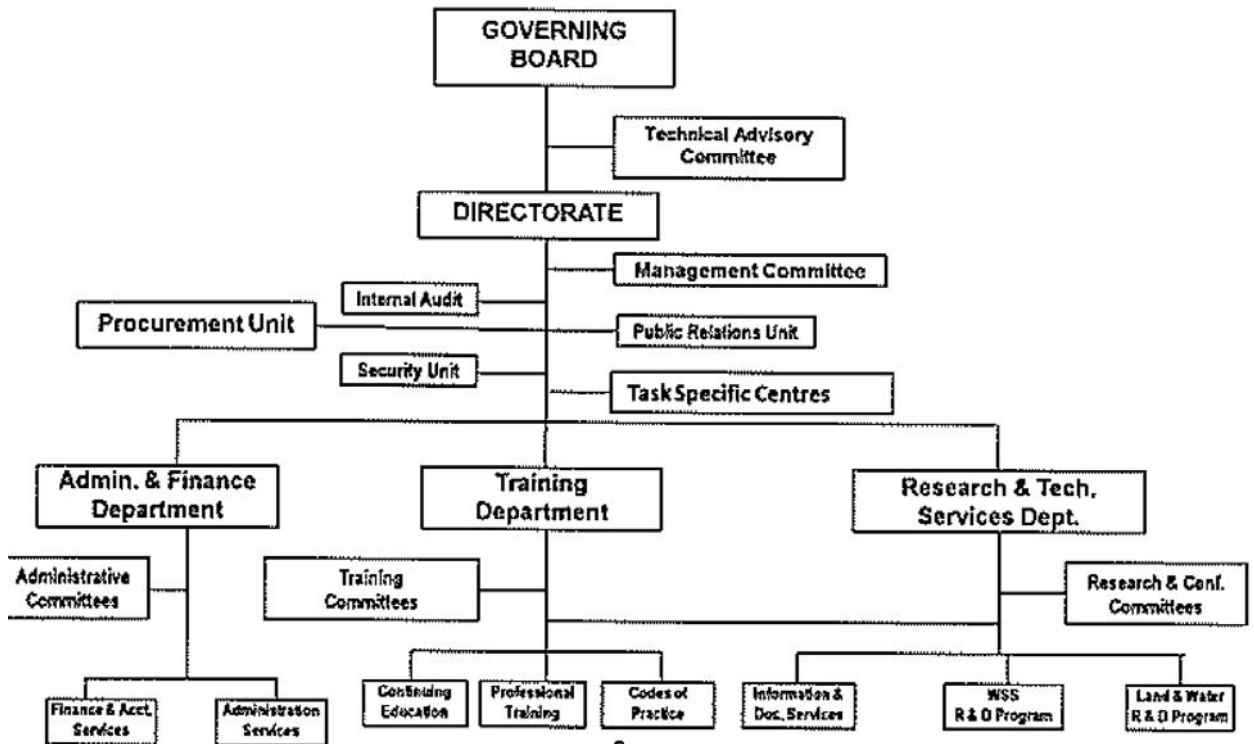 GOVERNING
BOARD
Technical Advisory
Committee
DIRECTORATE
Management Committee
Internal Audit
Procurement Unit
Public Relations Unit
Security Unit
Task Specific Centres
Admin. & Finance
Department
Training
Department
Research & Tech.
Services Dept.
Administrative
Committees
Training
Committees
Research & Conf.
Committees
Finance & Acct.
Services
Administration
Services
Continuing
Education
Professional
Training
Codes of
Practice
Information &
Doc. Services
WSS
R & D Program
Land & Water
R & D Program